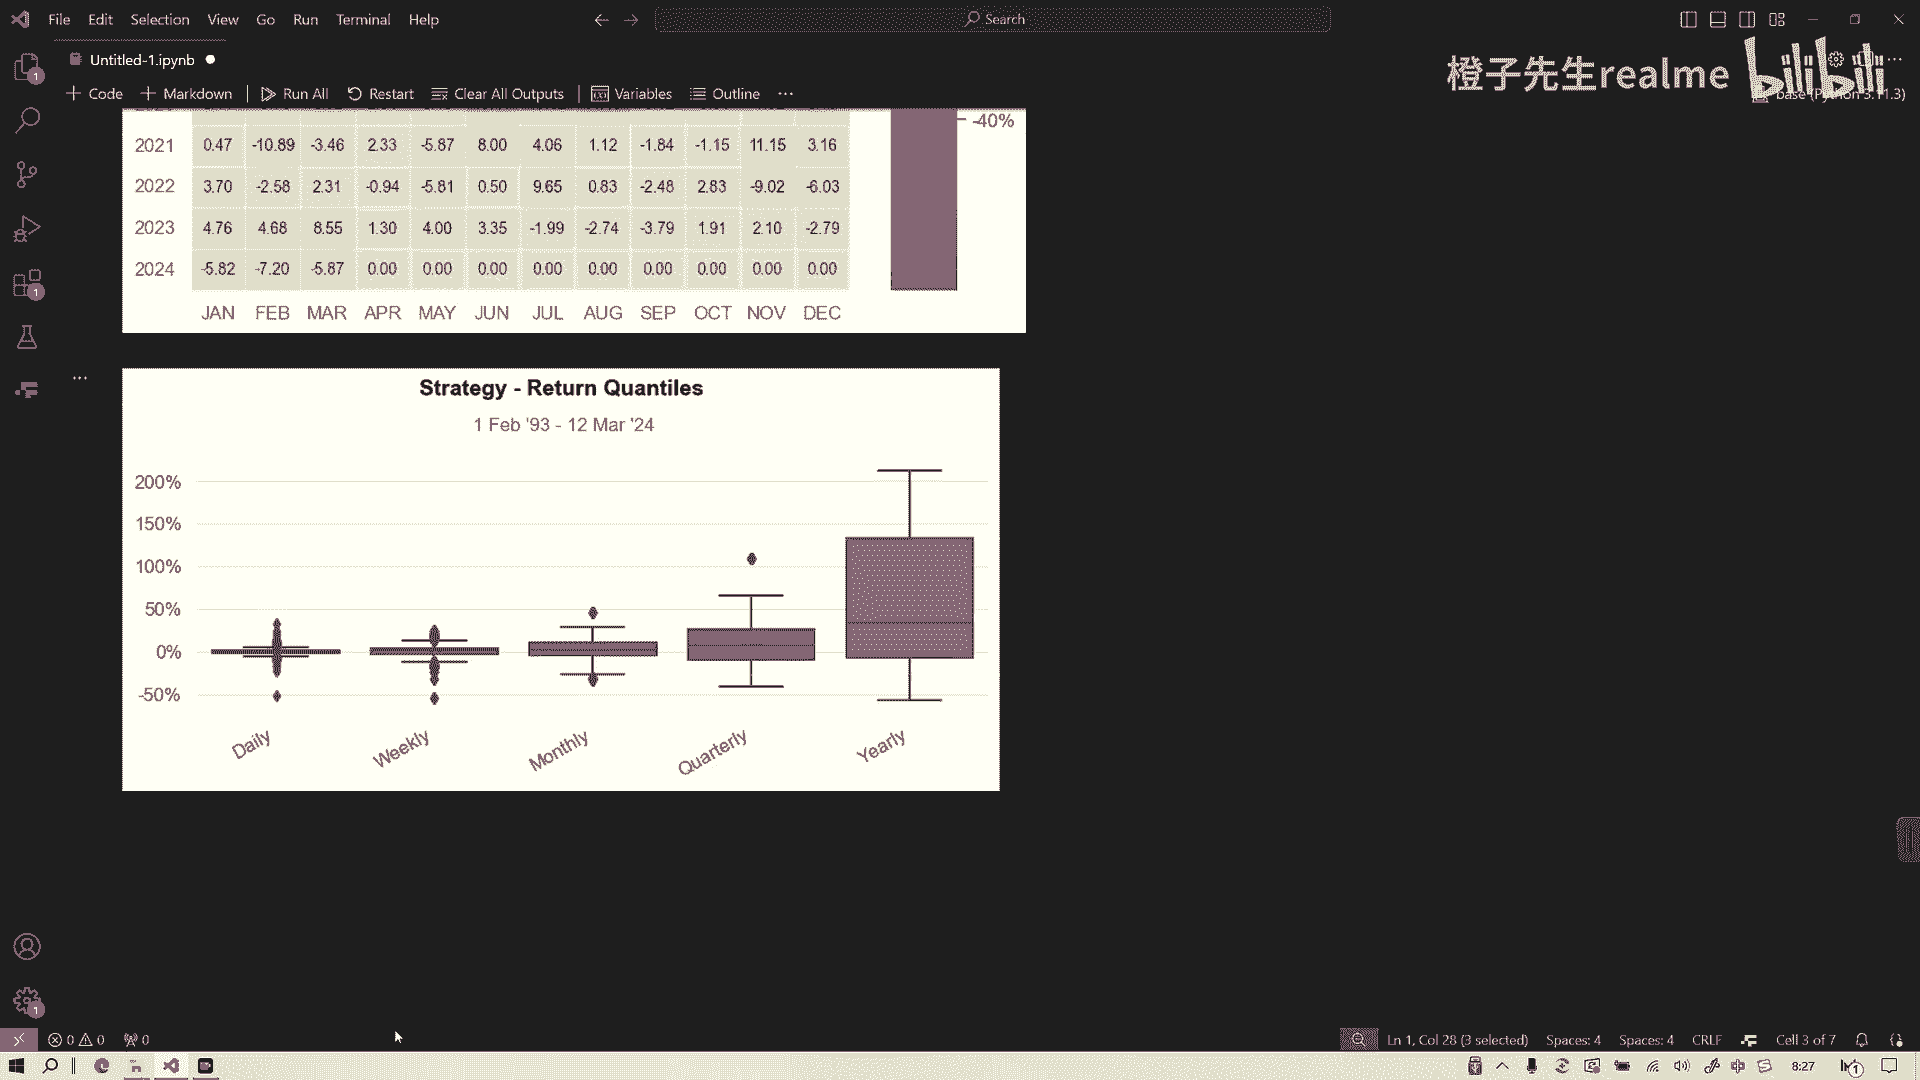 File Edit Selection View Go Run Terminal Help
Search
Untitled-1.ipynb
橙子先生realme bilibili
Code Markdown Run All Restart Clear All Outputs Variables Outline ...
base (Python 3.11.3)
-40%
2021 0.47 -10.89 -3.46 2.33 -5.87 8.00 4.06 1.12 -1.84 -1.15 11.15 3.16
2022 3.70 -2.58 2.31 -0.94 -5.81 0.50 9.65 0.83 -2.48 2.83 -9.02 -6.03
2023 4.76 4.68 8.55 1.30 4.00 3.35 -1.99 -2.74 -3.79 1.91 2.10 -2.79
2024 -5.82 -7.20 -5.87 0.00 0.00 0.00 0.00 0.00 0.00 0.00 0.00 0.00
JAN FEB MAR APR MAY JUN JUL AUG SEP OCT NOV DEC
Strategy - Return Quantiles
1 Feb '93 - 12 Mar '24
200%
150%
100%
50%
0%
-50%
Daily Weekly Monthly Quarterly Yearly
0 0 0
Ln 1, Col 28 (3 selected) Spaces: 4 Spaces: 4 CRLF Cell 3 of 7
8:27